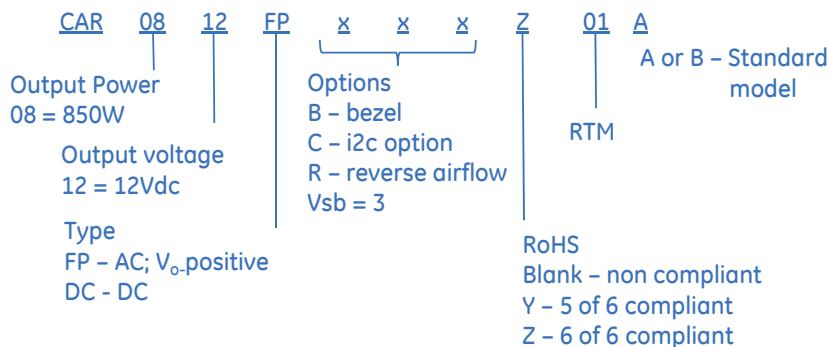 CAR 08 12 FP x x x Z 01 A
A or B – Standard
model
Output Power
08 = 850W
Options
B – bezel
C – i2c option
R – reverse airflow
Vsb = 3
RTM
Output voltage
12 = 12Vdc
Type
FP – AC; Vo-positive
DC - DC
RoHS
Blank – non compliant
Y – 5 of 6 compliant
Z – 6 of 6 compliant